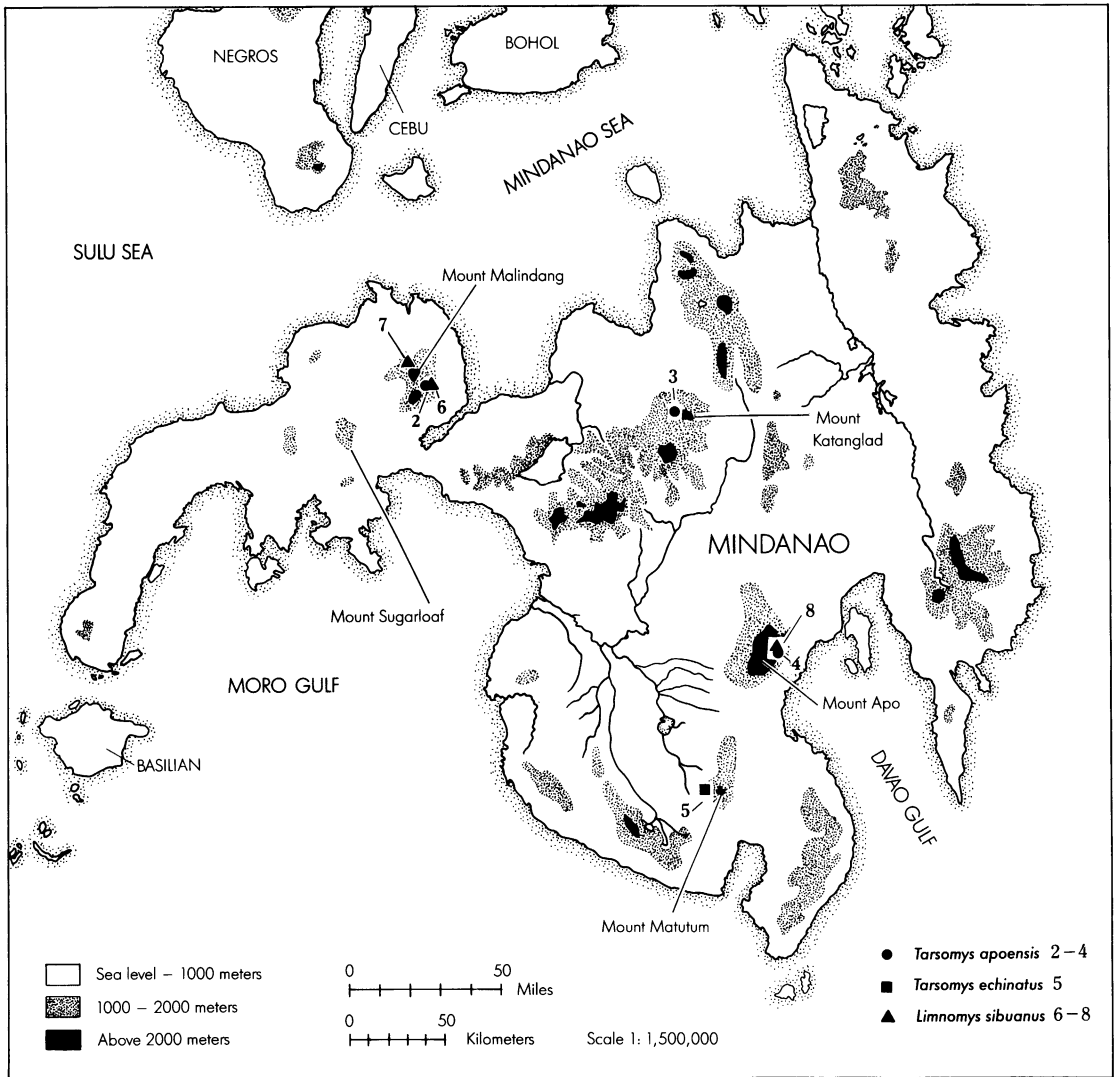 NEGROS
BOHOL
CEBU
MINDANAO SEA
SULU SEA
Mount Malindang
7
2
6
3
Mount
Katanglad
MINDANAO
Mount Sugarloaf
8
4
MORO GULF
Mount Apo
BASILIAN
DAVAO GULF
5
Mount Matutum
Sea level – 1000 meters
1000 – 2000 meters
Above 2000 meters
0 50
Miles
0 50
Kilometers
Scale 1: 1,500,000
Tarsomys apoensis 2–4
Tarsomys echinatus 5
Limnomys sibuanus 6–8